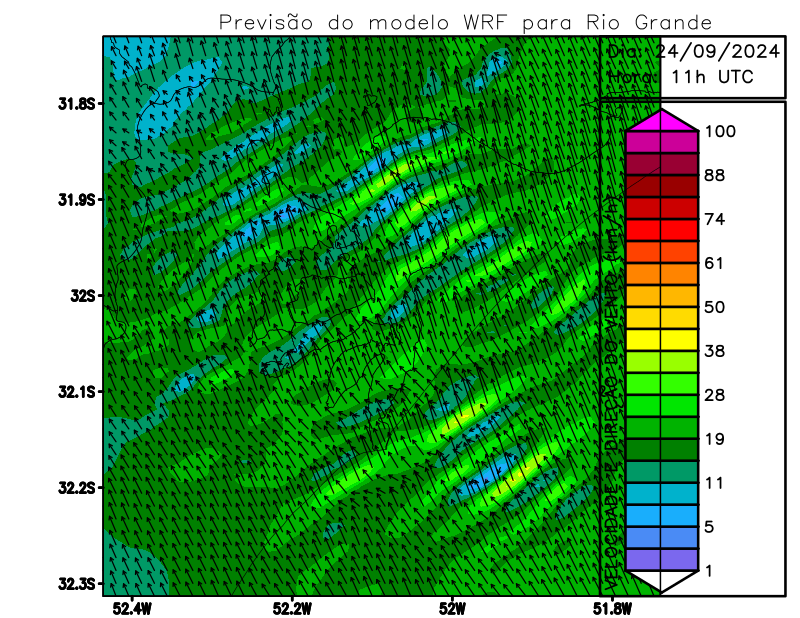 Previsão do modelo WRF para Rio Grande
Dia: 24/09/2024
Hora: 11h UTC
31.8S
31.9S
32S
32.1S
32.2S
32.3S
52.4W
52.2W
52W
51.8W
VELOCIDADE E DIREÇÃO DO VENTO (km/h)
100
88
74
61
50
38
28
19
11
5
1